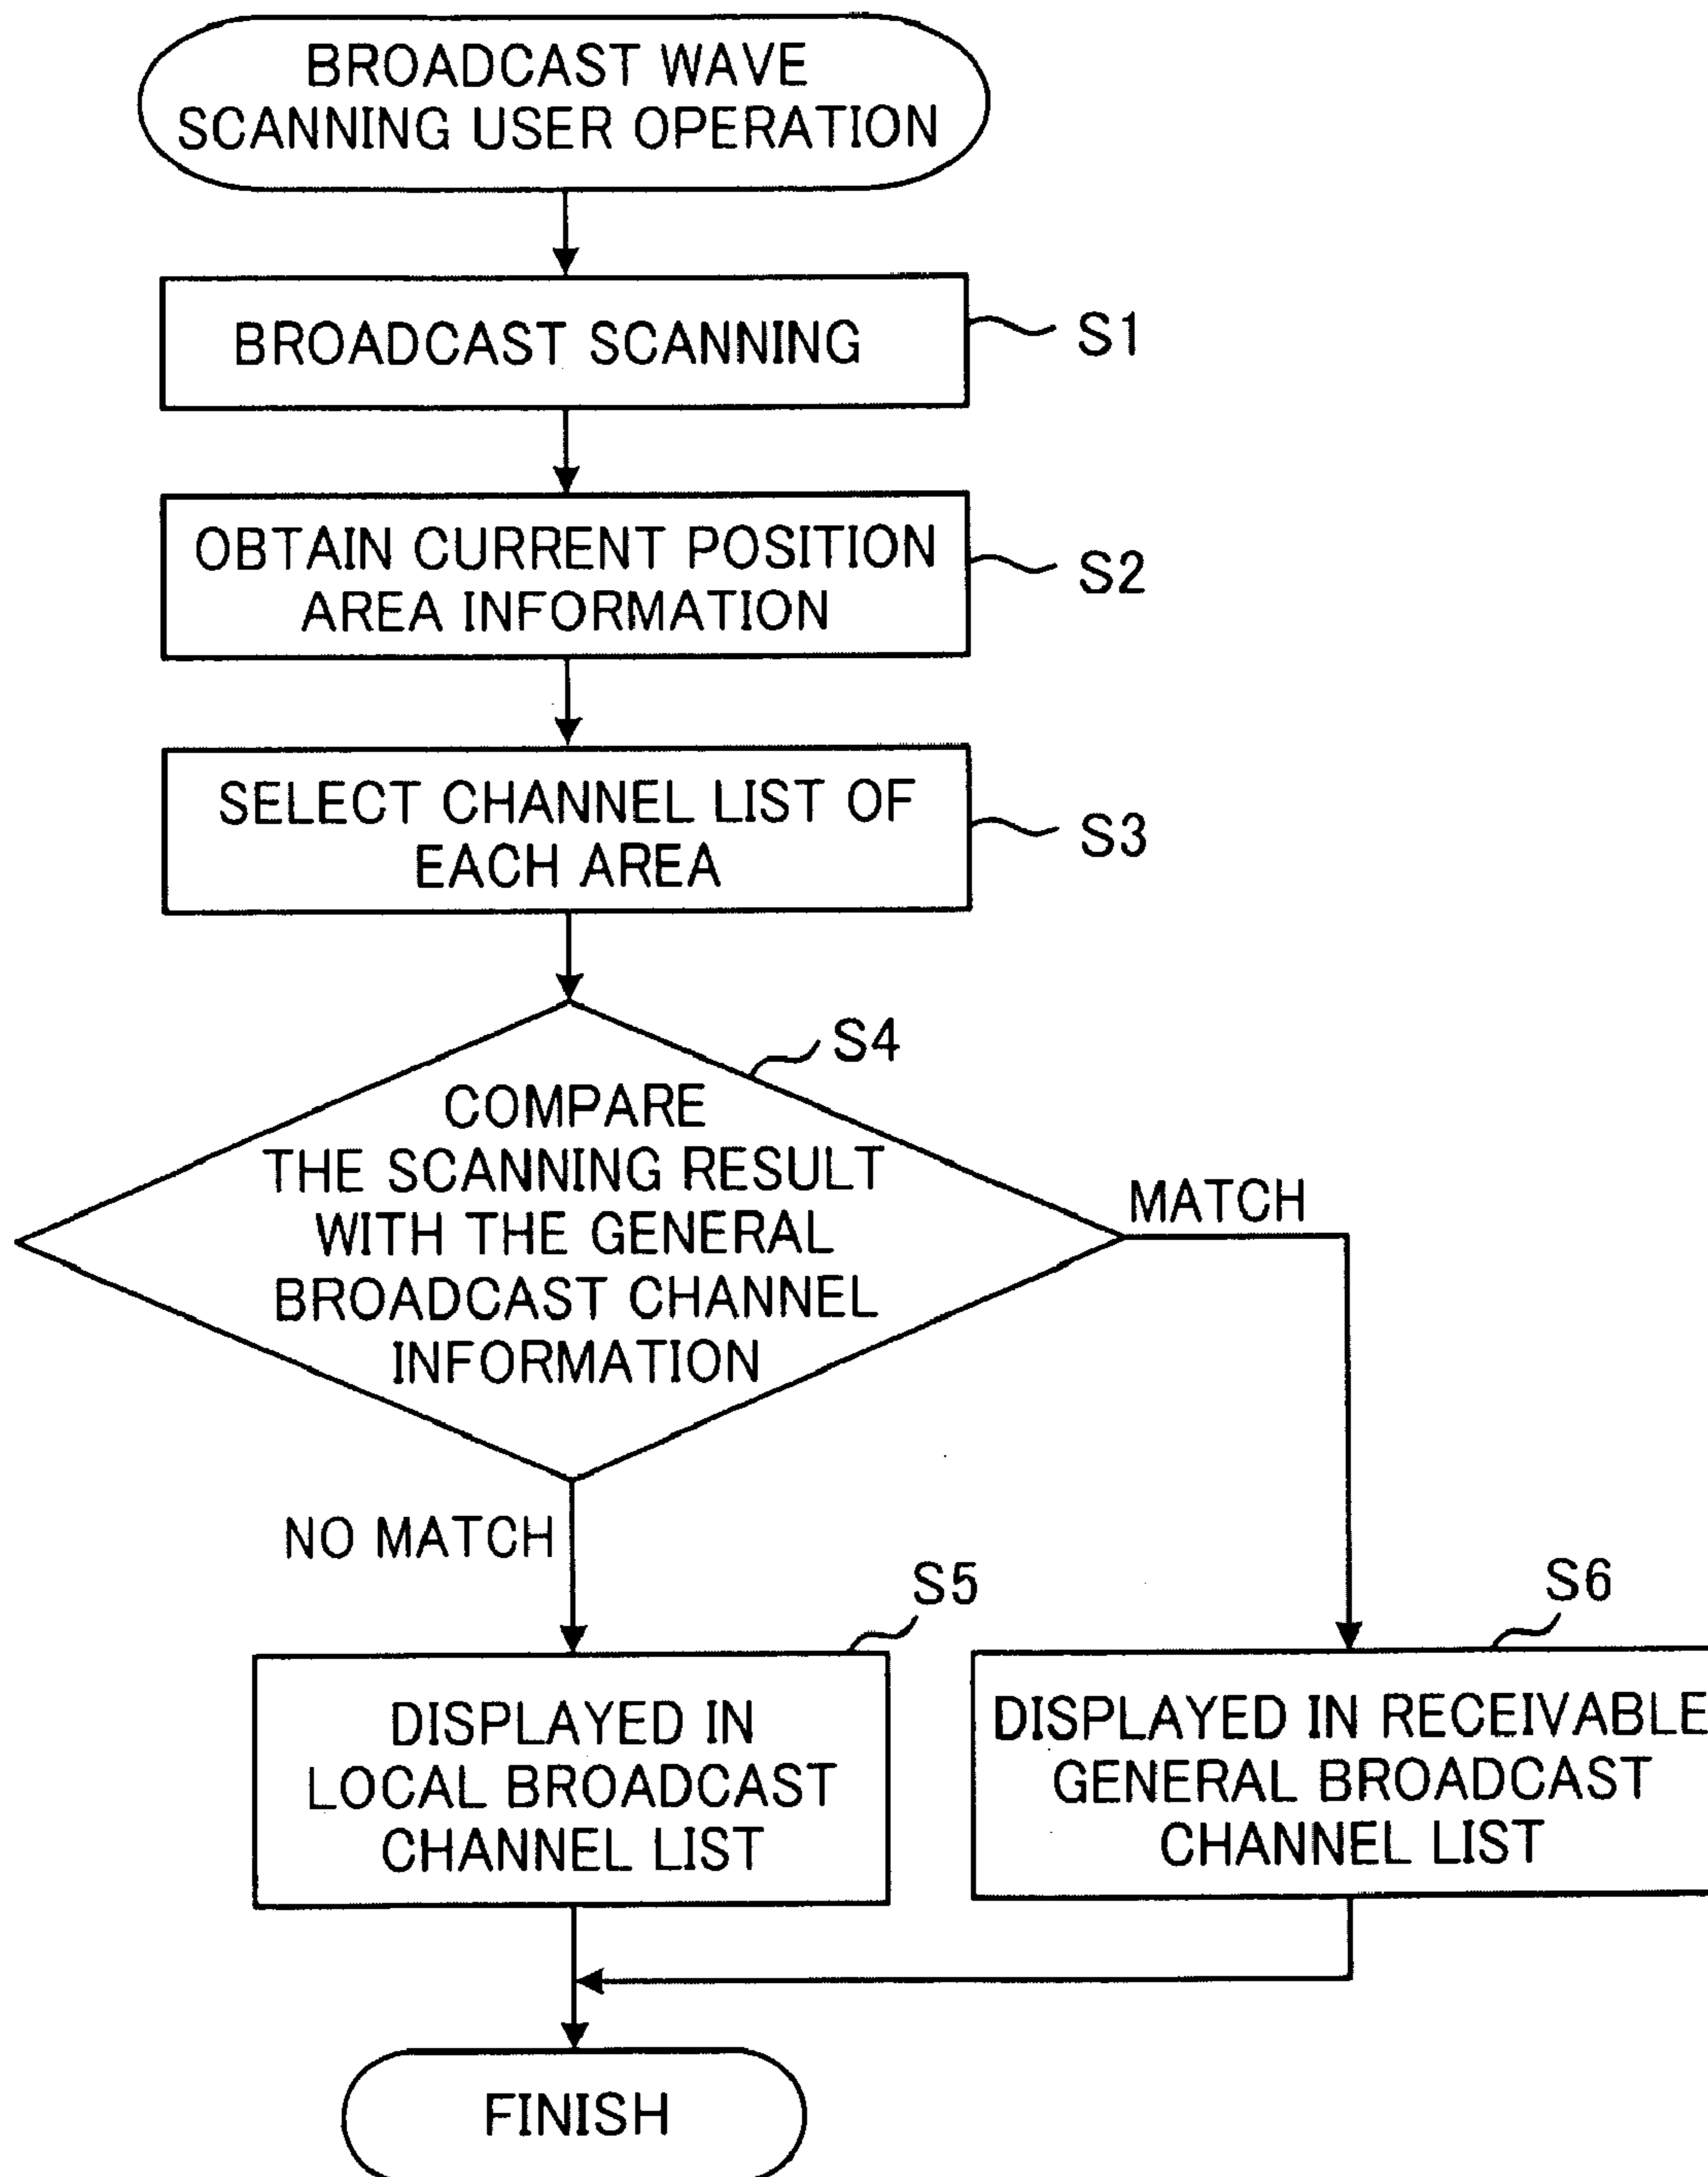 BROADCAST WAVE
SCANNING USER OPERATION
BROADCAST SCANNING
S1
OBTAIN CURRENT POSITION
AREA INFORMATION
S2
SELECT CHANNEL LIST OF
EACH AREA
S3
S4
COMPARE
THE SCANNING RESULT
WITH THE GENERAL
BROADCAST CHANNEL
INFORMATION
MATCH
NO MATCH
S5
DISPLAYED IN
LOCAL BROADCAST
CHANNEL LIST
S6
DISPLAYED IN RECEIVABLE
GENERAL BROADCAST
CHANNEL LIST
FINISH